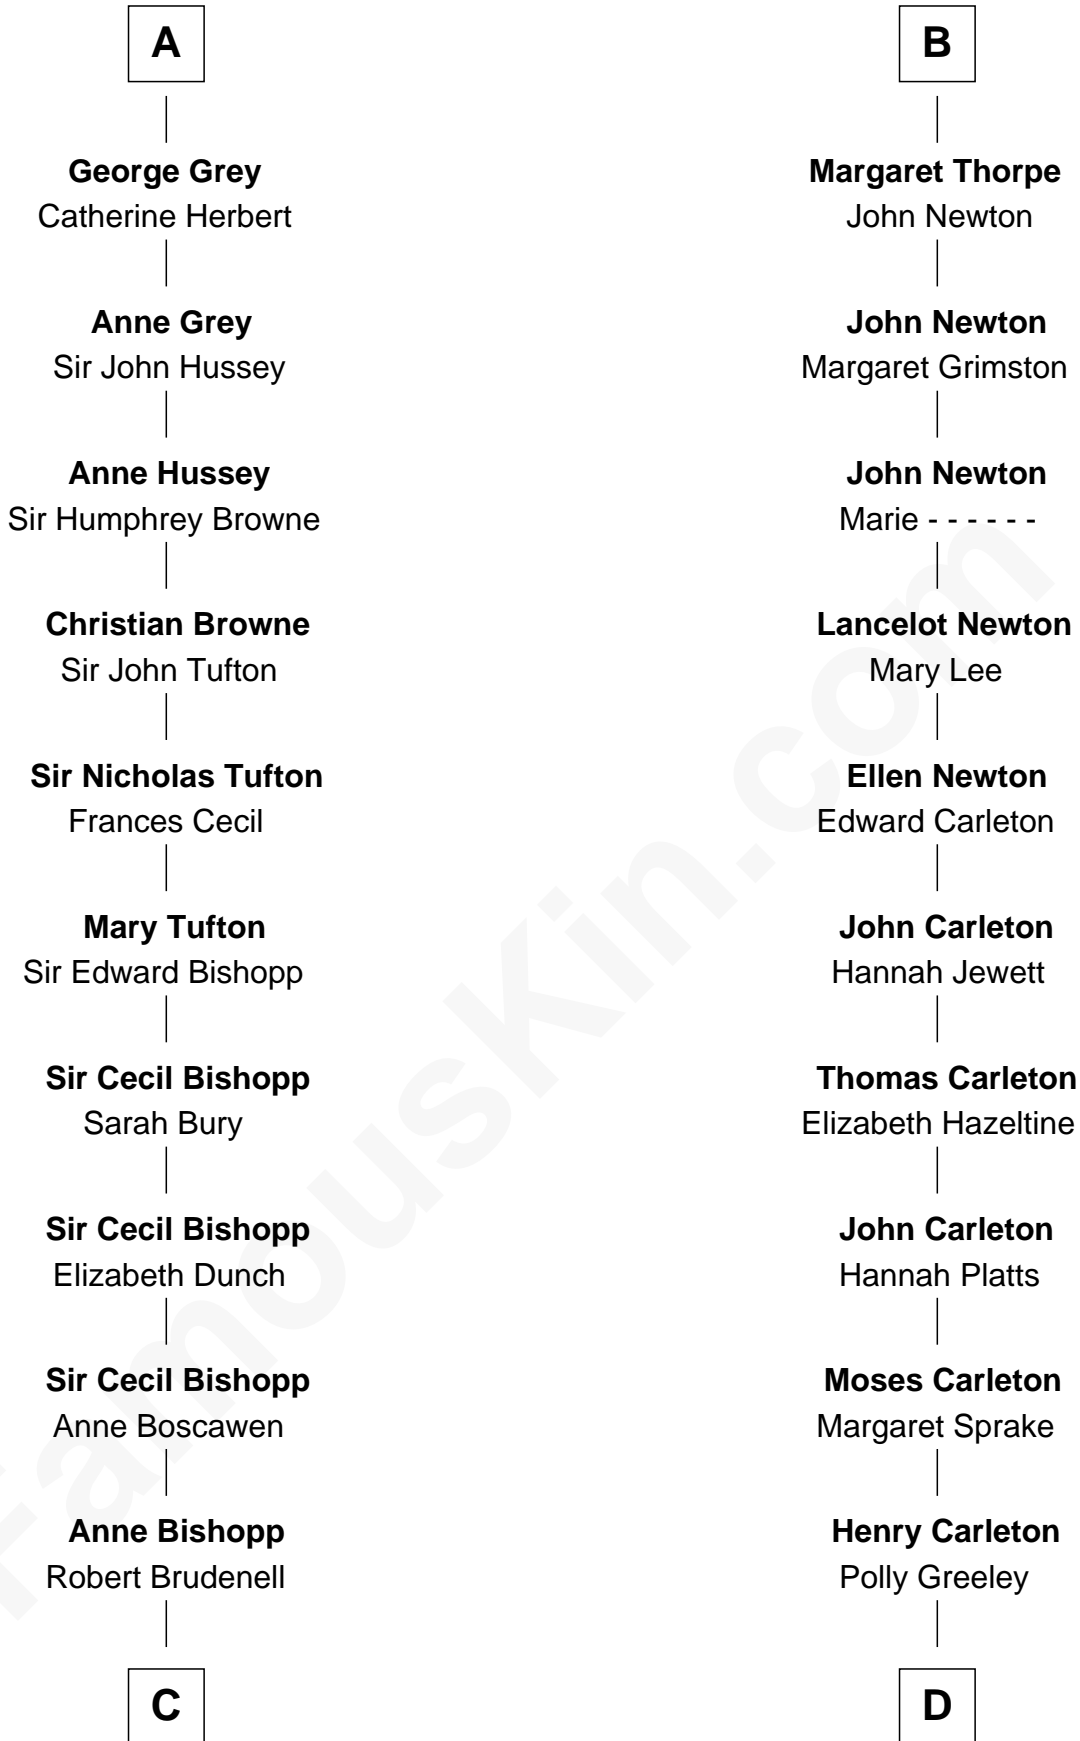 A
George Grey
Catherine Herbert
Anne Grey
Sir John Hussey
Anne Hussey
Sir Humphrey Browne
Christian Browne
Sir John Tufton
Sir Nicholas Tufton
Frances Cecil
Mary Tufton
Sir Edward Bishopp
Sir Cecil Bishopp
Sarah Bury
Sir Cecil Bishopp
Elizabeth Dunch
Sir Cecil Bishopp
Anne Boscawen
Anne Bishopp
Robert Brudenell
C
B
Margaret Thorpe
John Newton
John Newton
Margaret Grimston
John Newton
Marie - - - - - -
Lancelot Newton
Mary Lee
Ellen Newton
Edward Carleton
John Carleton
Hannah Jewett
Thomas Carleton
Elizabeth Hazeltine
John Carleton
Hannah Platts
Moses Carleton
Margaret Sprake
Henry Carleton
Polly Greeley
D
FamousKin.com